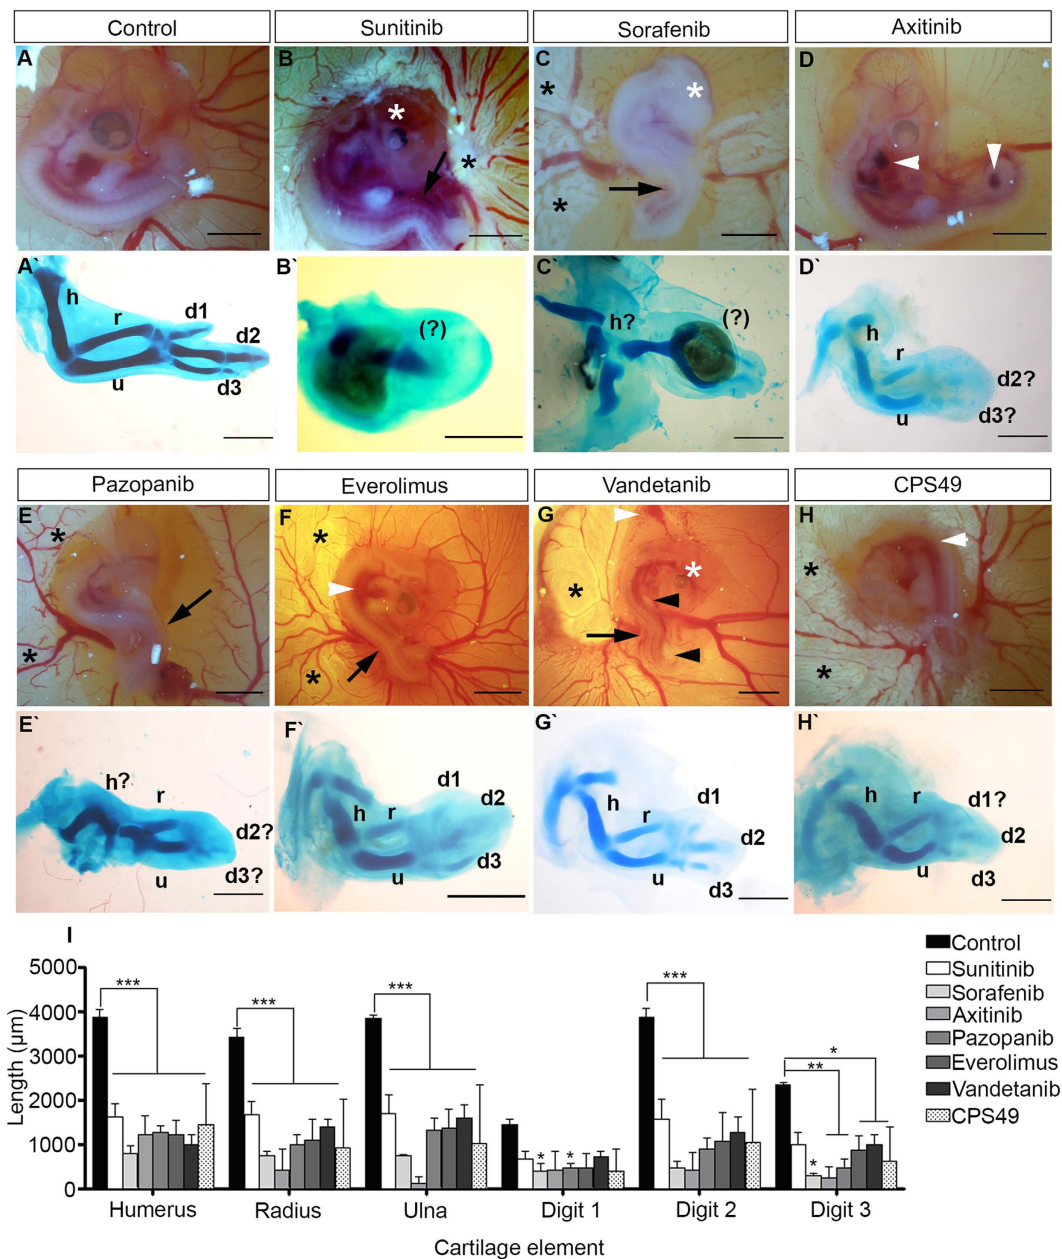 Control Sunitinib Sorafenib Axitinib
A B C D
* * * * *
A` B` C` D`
h r d1 d2 u d3
(?)
h? (?)
h r d2? u d3?
Pazopanib Everolimus Vandetanib CPS49
E F G H
* * * * * * * *
E` F` G` H`
h? r d2? u d3?
d1 d2 h r d3 u
d1 h r d2 u d3
h r d1? d2 u d3
I
5000
4000
3000
2000
1000
0
Length (µm)
*** *** *** *** * ** * * *
Humerus Radius Ulna Digit 1 Digit 2 Digit 3
Cartilage element
Control
Sunitinib
Sorafenib
Axitinib
Pazopanib
Everolimus
Vandetanib
CPS49